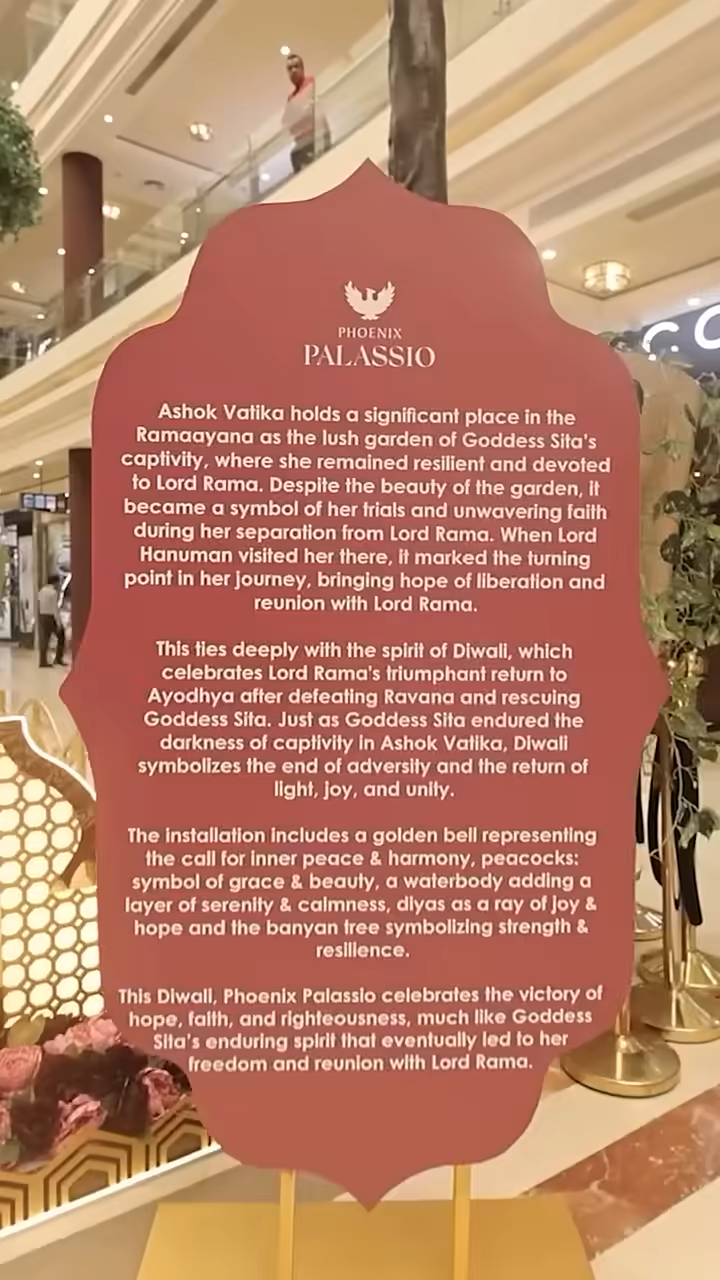 PHOENIX
PALASSIO
Ashok Vatika holds a significant place in the
Ramaayana as the lush garden of Goddess Sita's
captivity, where she remained resilient and devoted
to Lord Rama. Despite the beauty of the garden, it
became a symbol of her trials and unwavering faith
during her separation from Lord Rama. When Lord
Hanuman visited her there, it marked the turning
point in her journey, bringing hope of liberation and
reunion with Lord Rama.
This ties deeply with the spirit of Diwali, which
celebrates Lord Rama's triumphant return to
Ayodhya after defeating Ravana and rescuing
Goddess Sita. Just as Goddess Sita endured the
darkness of captivity in Ashok Vatika, Diwali
symbolizes the end of adversity and the return of
light, joy, and unity.
The installation includes a golden bell representing
the call for inner peace & harmony, peacocks:
symbol of grace & beauty, a waterbody adding a
layer of serenity & calmness, diyas as a ray of joy &
hope and the banyan tree symbolizing strength &
resilience.
This Diwali, Phoenix Palassio celebrates the victory of
hope, faith, and righteousness, much like Goddess
Sita's enduring spirit that eventually led to her
freedom and reunion with Lord Rama.